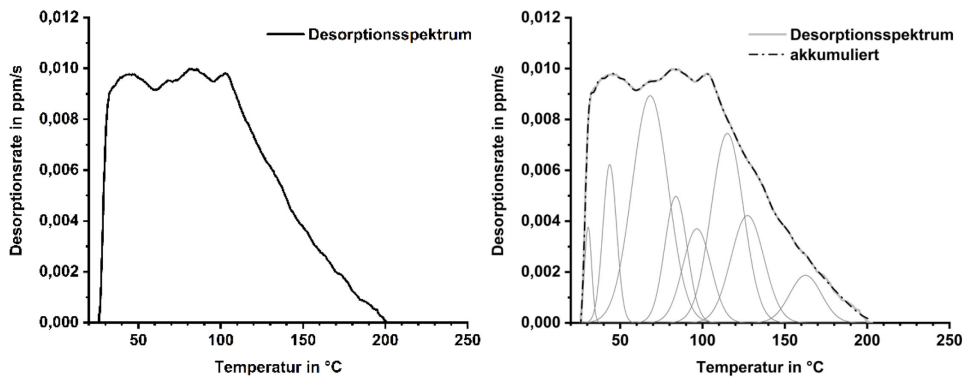 0,012
0,010
0,008
0,006
0,004
0,002
0,000
Desorptionsrate in ppm/s
Desorptionsspektrum
50 100 150 200 250
Temperatur in °C
0,012
0,010
0,008
0,006
0,004
0,002
0,000
Desorptionsrate in ppm/s
Desorptionsspektrum
akkumuliert
50 100 150 200 250
Temperatur in °C